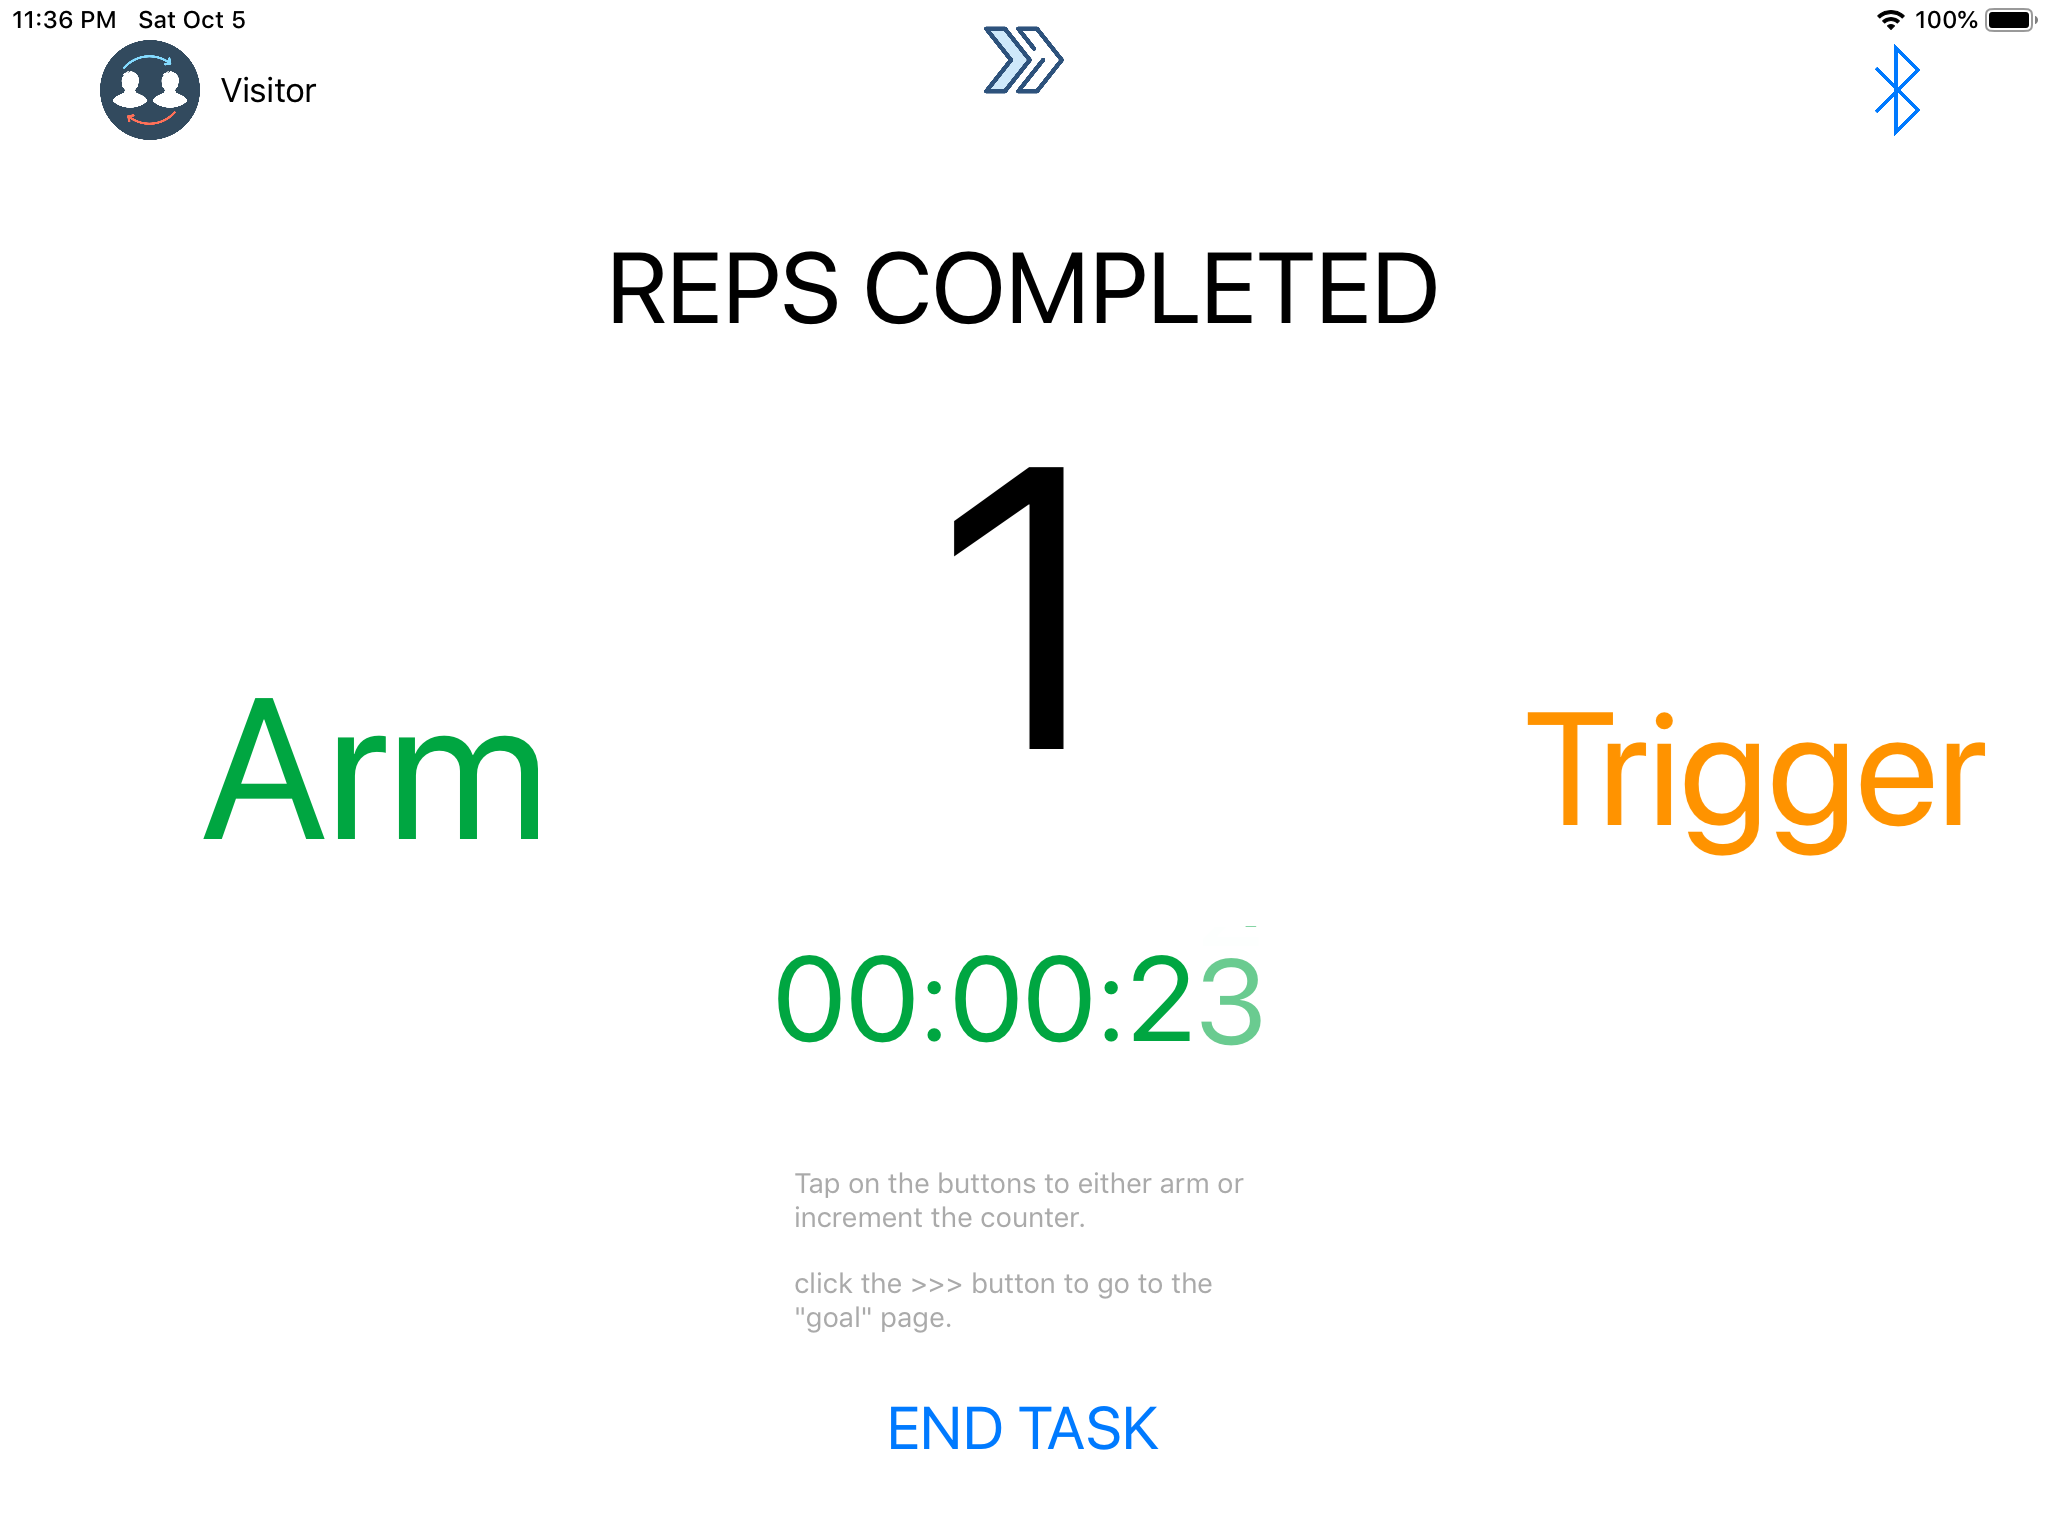 11:36 PM Sat Oct 5
100%
Visitor
REPS COMPLETED
1
Arm
Trigger
00:00:23
Tap on the buttons to either arm or
increment the counter.
click the >>> button to go to the
"goal" page.
END TASK